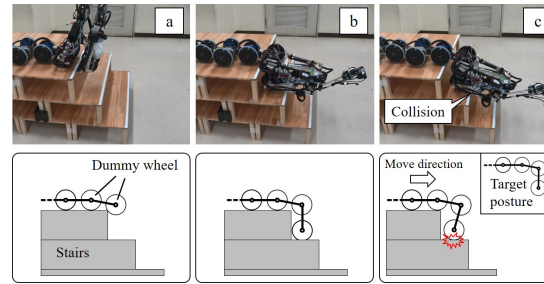 a
b
c
Collision
Dummy wheel
Stairs
Move direction
Target
posture